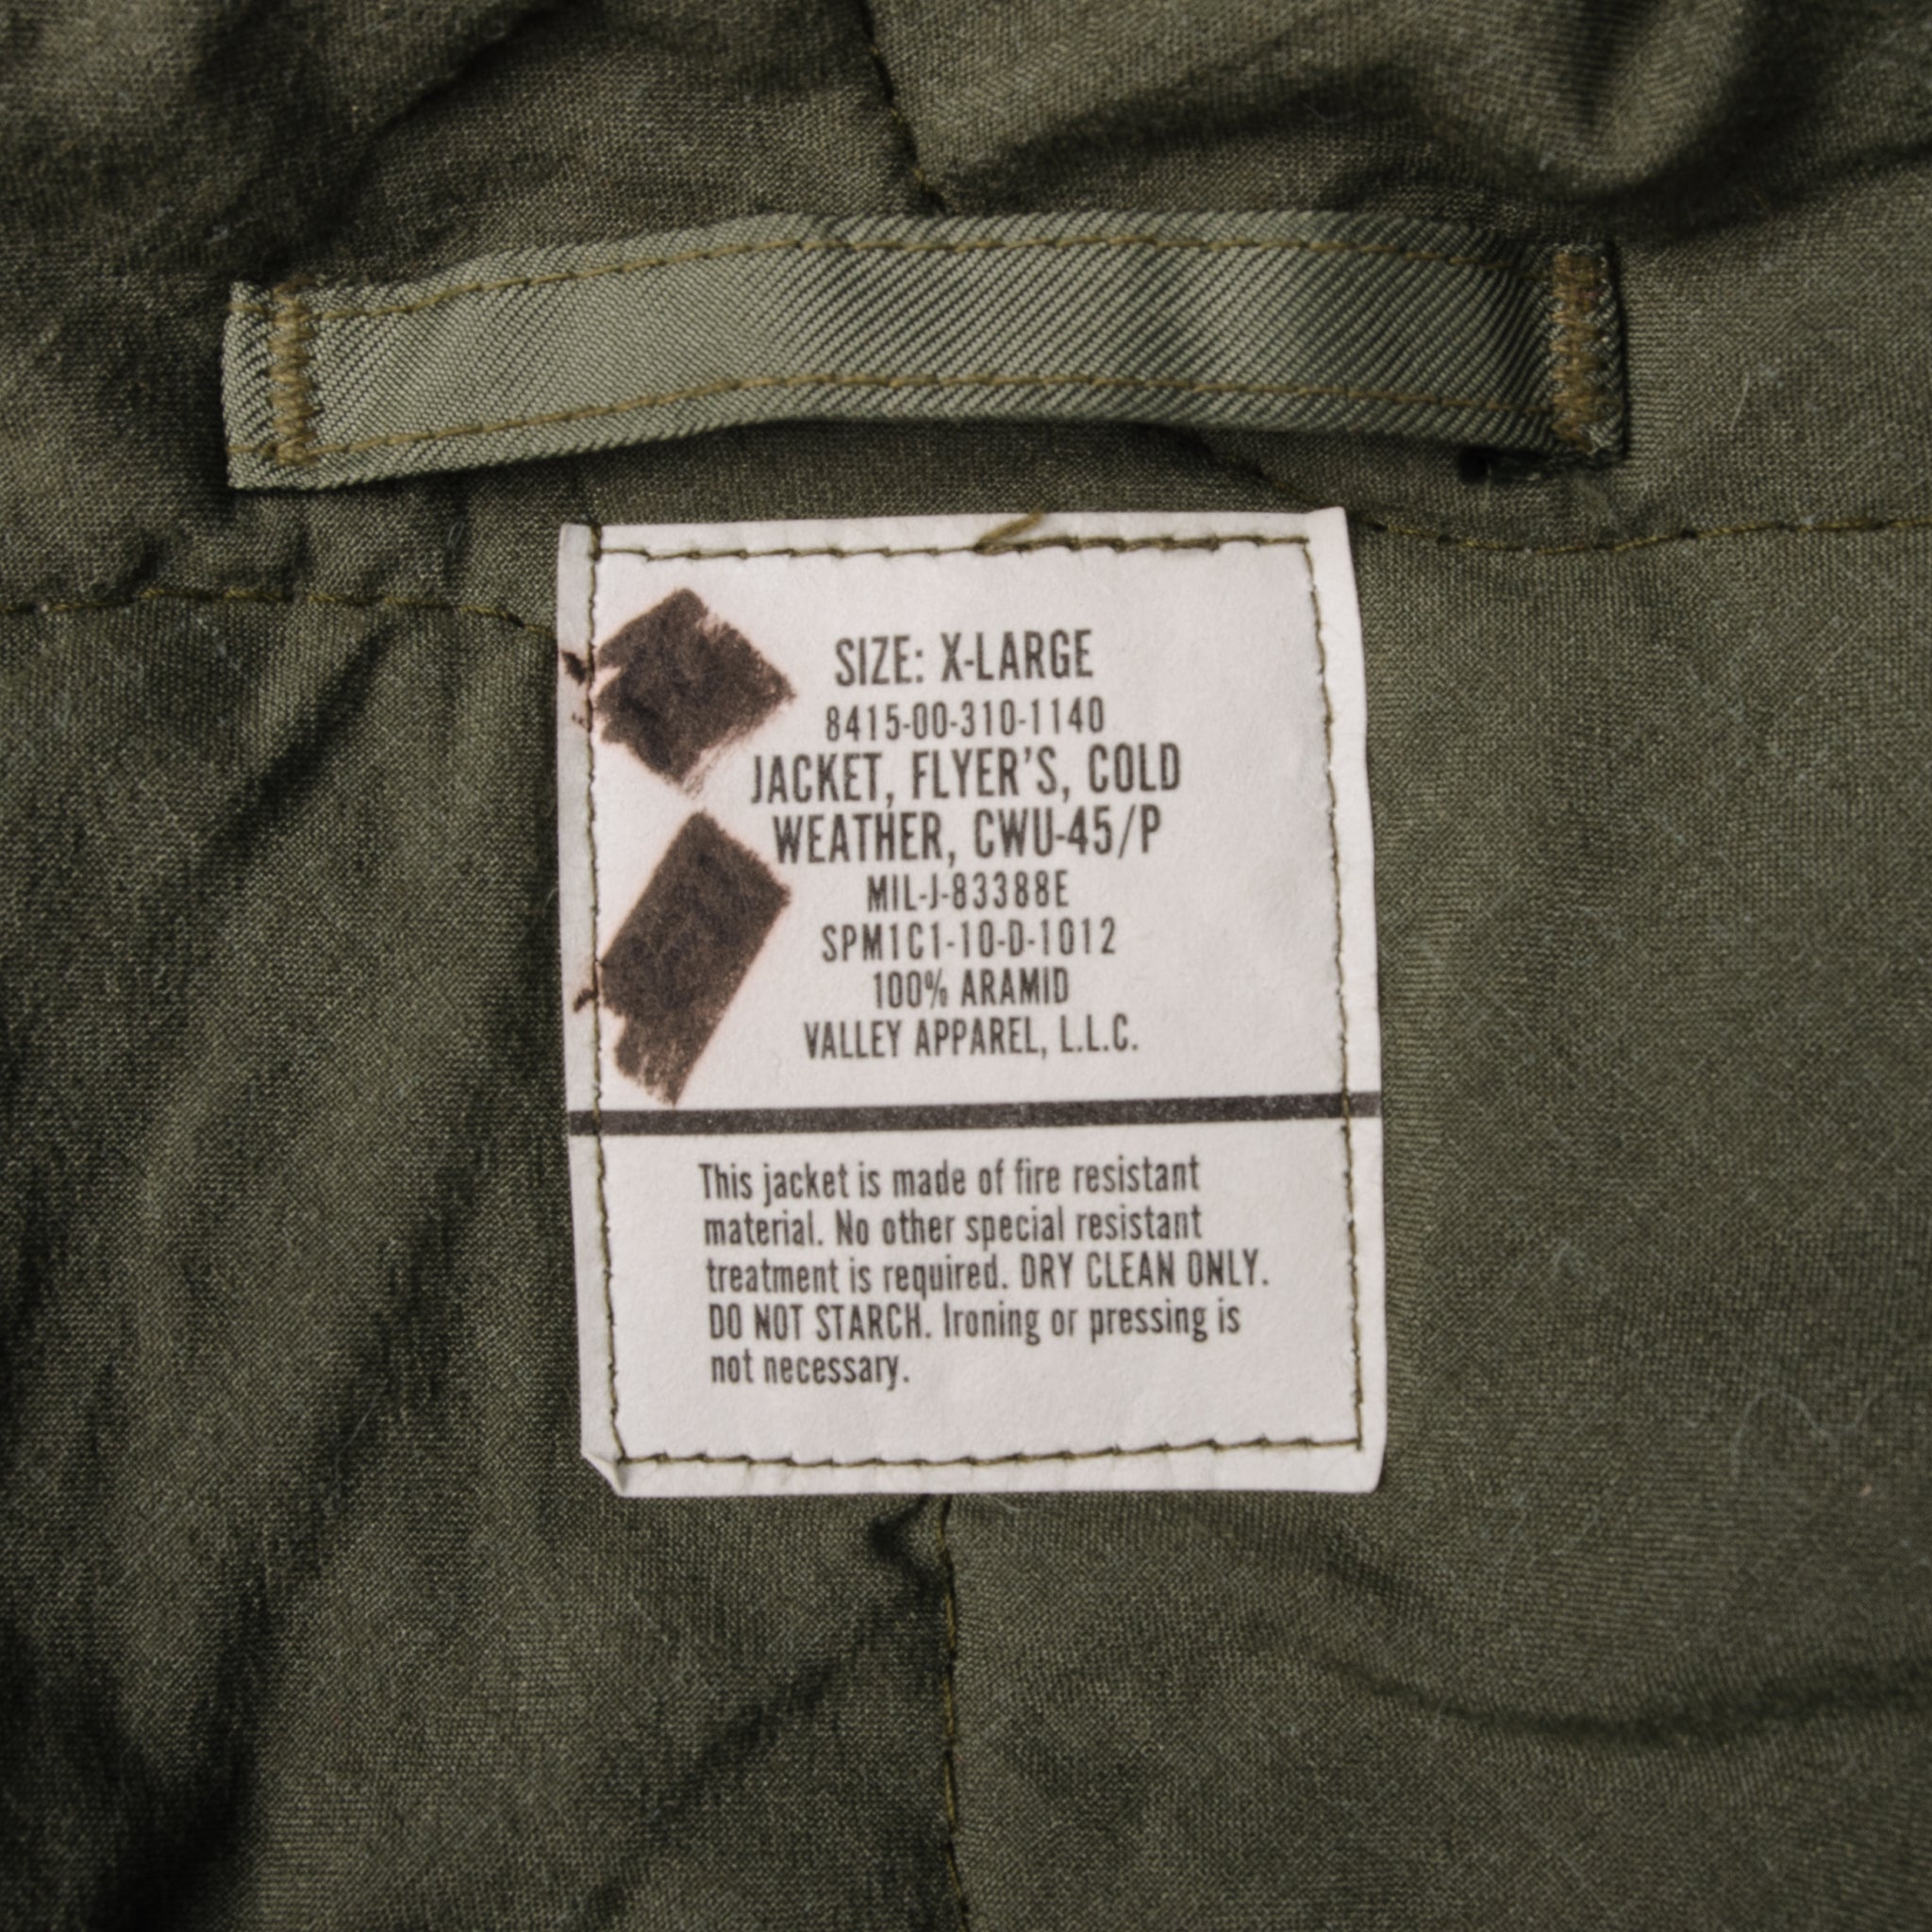 SIZE: X-LARGE
8415-00-310-1140
JACKET, FLYER'S, COLD
WEATHER, CWU-45/P
MIL-J-83388E
SPM1C1-10-D-1012
100% ARAMID
VALLEY APPAREL, L.L.C.
This jacket is made of fire resistant
material. No other special resistant
treatment is required. DRY CLEAN ONLY.
DO NOT STARCH. Ironing or pressing is
not necessary.